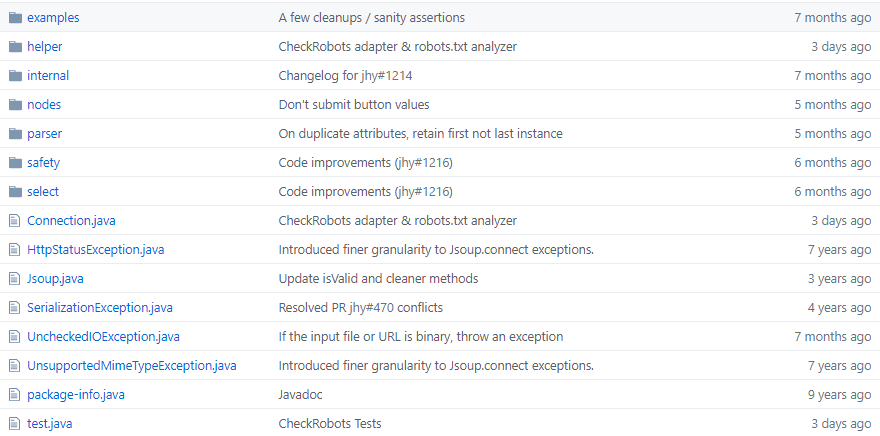 examples A few cleanups / sanity assertions 7 months ago
helper CheckRobots adapter & robots.txt analyzer 3 days ago
internal Changelog for jhy#1214 7 months ago
nodes Don't submit button values 5 months ago
parser On duplicate attributes, retain first not last instance 5 months ago
safety Code improvements (jhy#1216) 6 months ago
select Code improvements (jhy#1216) 6 months ago
Connection.java CheckRobots adapter & robots.txt analyzer 3 days ago
HttpStatusException.java Introduced finer granularity to Jsoup.connect exceptions. 7 years ago
Jsoup.java Update isValid and cleaner methods 3 years ago
SerializationException.java Resolved PR jhy#470 conflicts 4 years ago
UncheckedIOException.java If the input file or URL is binary, throw an exception 7 months ago
UnsupportedMimeTypeException.java Introduced finer granularity to Jsoup.connect exceptions. 7 years ago
package-info.java Javadoc 9 years ago
test.java CheckRobots Tests 3 days ago